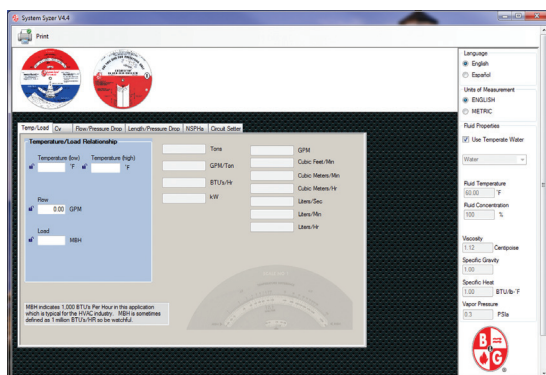 System Syzer V4.4
Print
Language
English
Español
Units of Measurement
ENGLISH
METRIC
Fluid Properties
Use Temperate Water
Water
Fluid Temperature
60.00 °F
Fluid Concentration
100 %
Viscosity
1.12 Centipoise
Specific Gravity
1.00
Specific Heat
1.00 BTU/lb-°F
Vapor Pressure
0.3 PSIa
B G
Temp/Load Cv Flow/Pressure Drop Length/Pressure Drop NSPHa Circuit Setter
Temperature/Load Relationship
Temperature (low) Temperature (high)
°F °F
Flow
0.00 GPM
Load
MBH
Tons
GPM/Ton
BTU's/Hr
kW
GPM
Cubic Feet/Min
Cubic Meters/Min
Cubic Meters/Hr
Liters/Sec
Liters/Min
Liters/Hr
MBH indicates 1,000 BTU's Per Hour in this application
which is typical for the HVAC industry. MBH is sometimes
defined as 1 million BTU's/HR so be watchful.